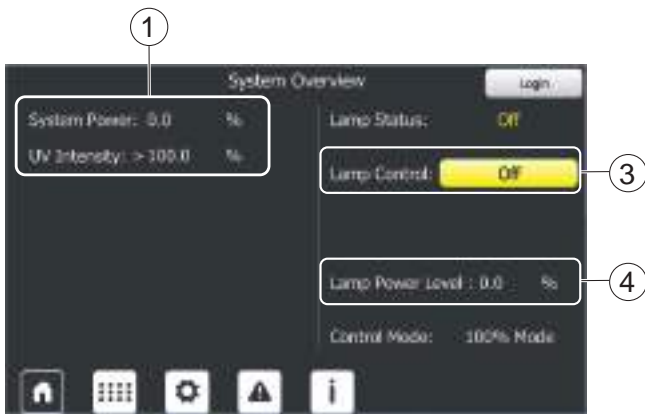 1
System Overview
Login
System Power: 0.0 %
UV Intensity: > 100.0 %
Lamp Status: Off
Lamp Control: Off
3
Lamp Power Level : 0.0 %
4
Control Mode: 100% Mode
i